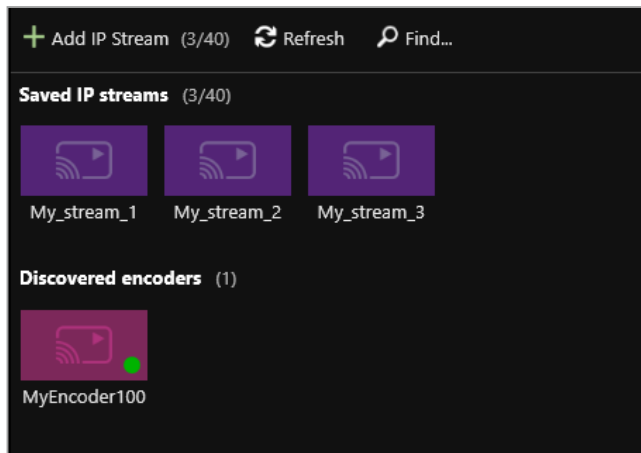 Add IP Stream (3/40) Refresh Find...
Saved IP streams (3/40)
My_stream_1 My_stream_2 My_stream_3
Discovered encoders (1)
MyEncoder100